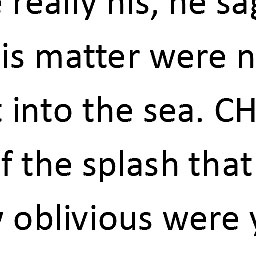 really his, he sag
is matter were n
t into the sea. CH
f the splash that
y oblivious were y